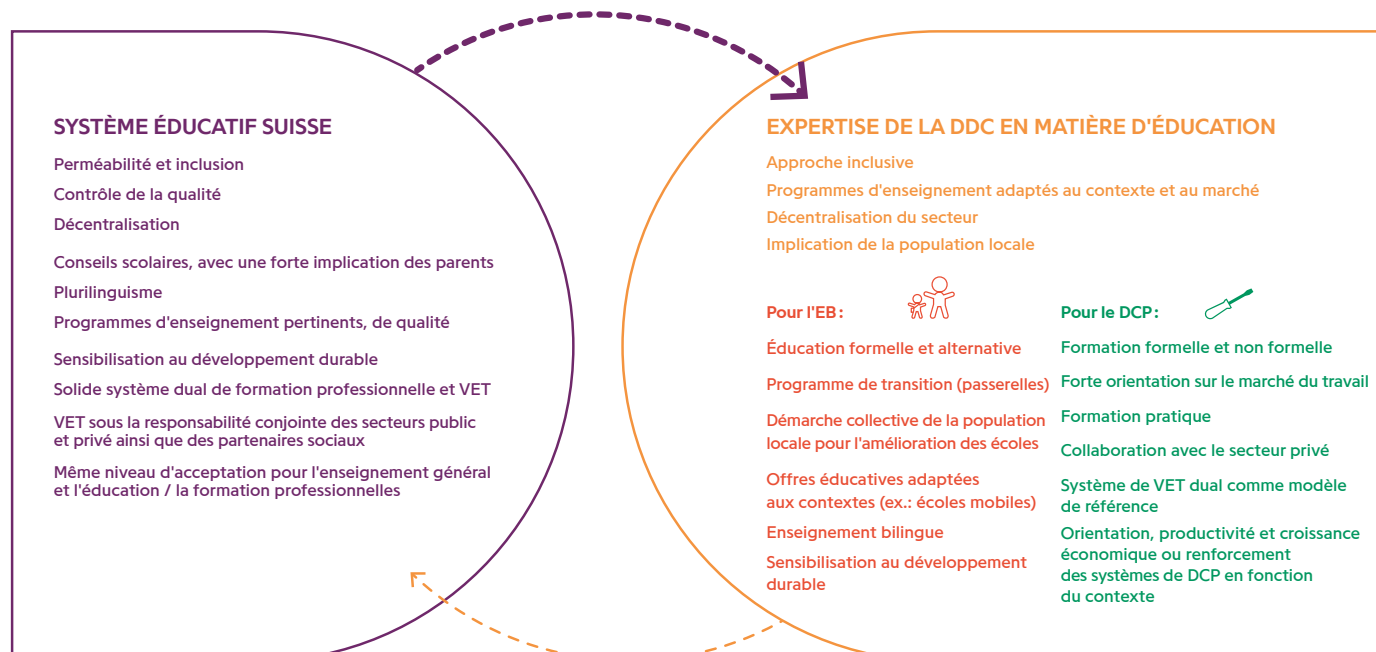 SYSTÈME ÉDUCATIF SUISSE
Perméabilité et inclusion
Contrôle de la qualité
Décentralisation
Conseils scolaires, avec une forte implication des parents
Plurilinguisme
Programmes d'enseignement pertinents, de qualité
Sensibilisation au développement durable
Solide système dual de formation professionnelle et VET
VET sous la responsabilité conjointe des secteurs public
et privé ainsi que des partenaires sociaux
Même niveau d'acceptation pour l'enseignement général
et l'éducation / la formation professionnelles
EXPERTISE DE LA DDC EN MATIÈRE D'ÉDUCATION
Approche inclusive
Programmes d'enseignement adaptés au contexte et au marché
Décentralisation du secteur
Implication de la population locale
Pour l'EB :
Éducation formelle et alternative
Programme de transition (passerelles)
Démarche collective de la population
locale pour l'amélioration des écoles
Offres éducatives adaptées
aux contextes (ex.: écoles mobiles)
Enseignement bilingue
Sensibilisation au développement
durable
Pour le DCP :
Formation formelle et non formelle
Forte orientation sur le marché du travail
Formation pratique
Collaboration avec le secteur privé
Système de VET dual comme modèle
de référence
Orientation, productivité et croissance
économique ou renforcement
des systèmes de DCP en fonction
du contexte